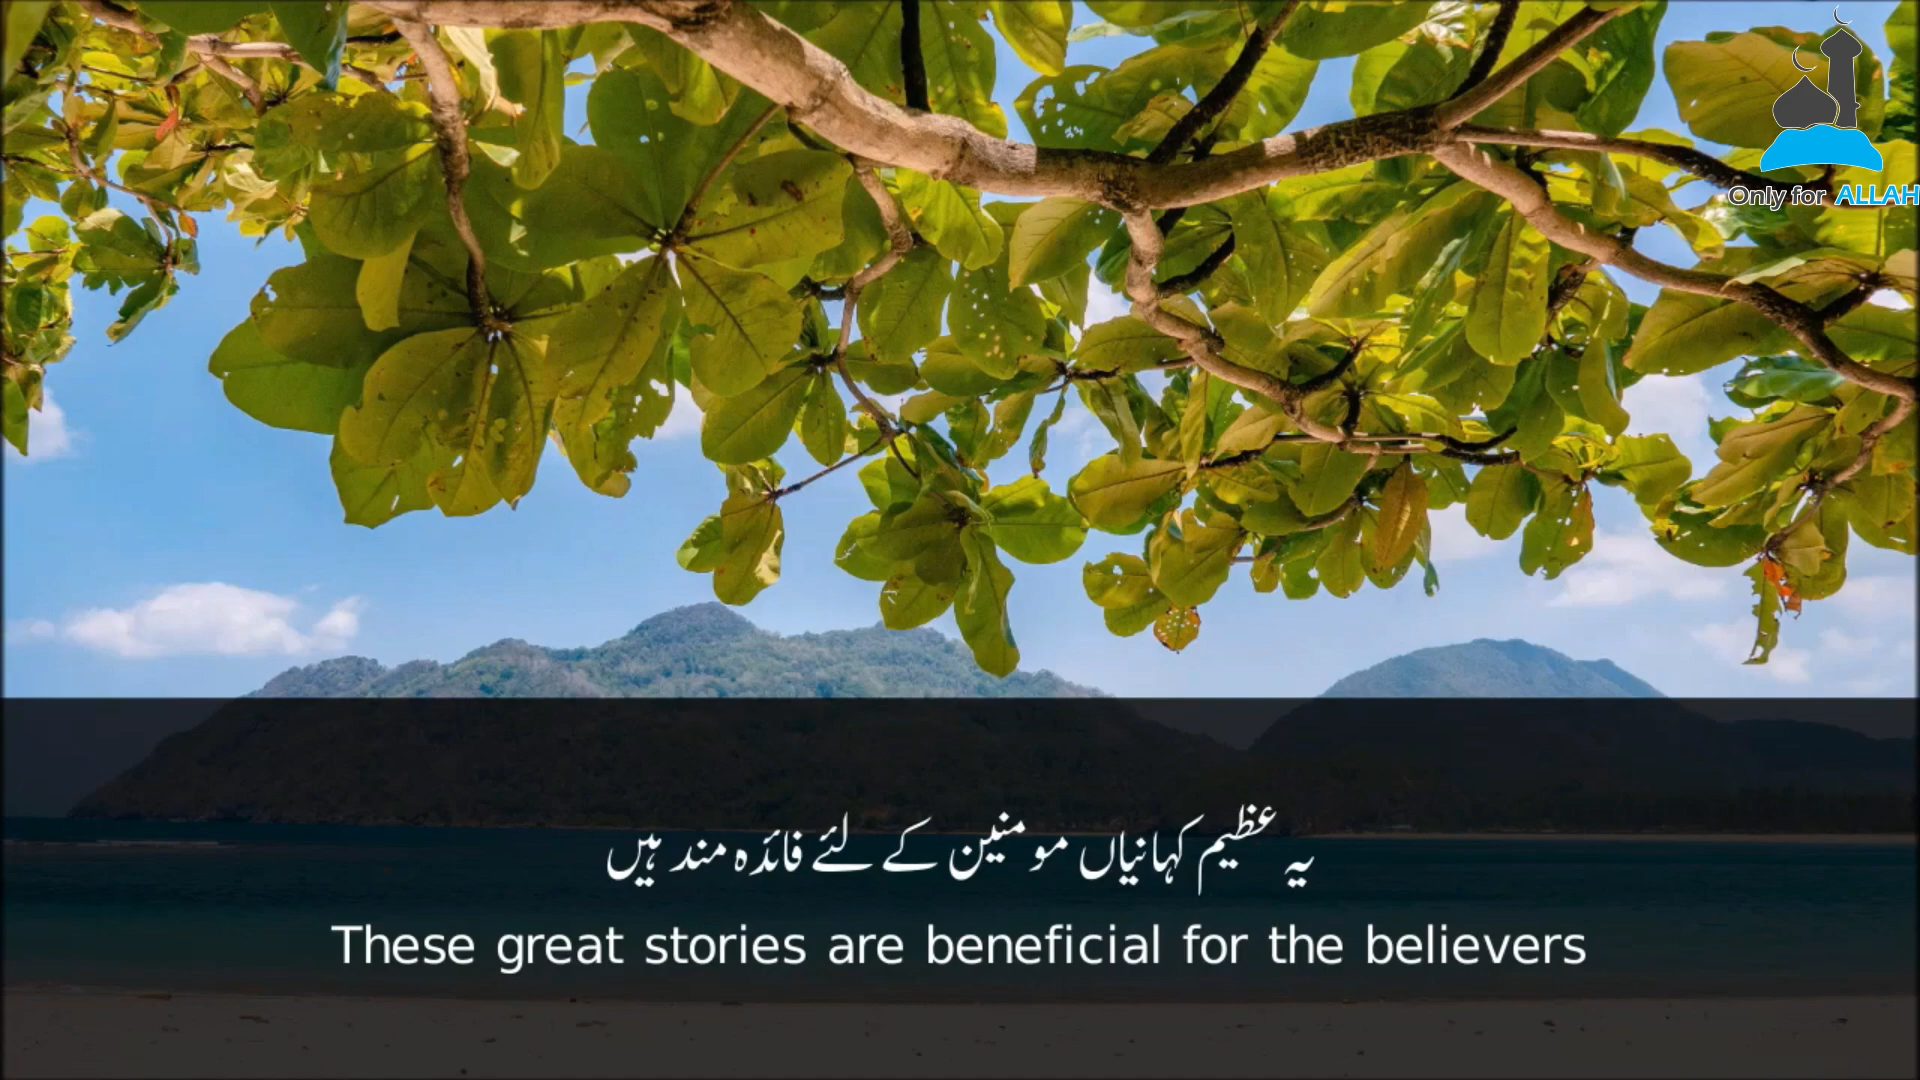 Only for ALLAH
یہ عظیم کہانیاں مومنین کے لئے فائدہ مند ہیں
These great stories are beneficial for the believers